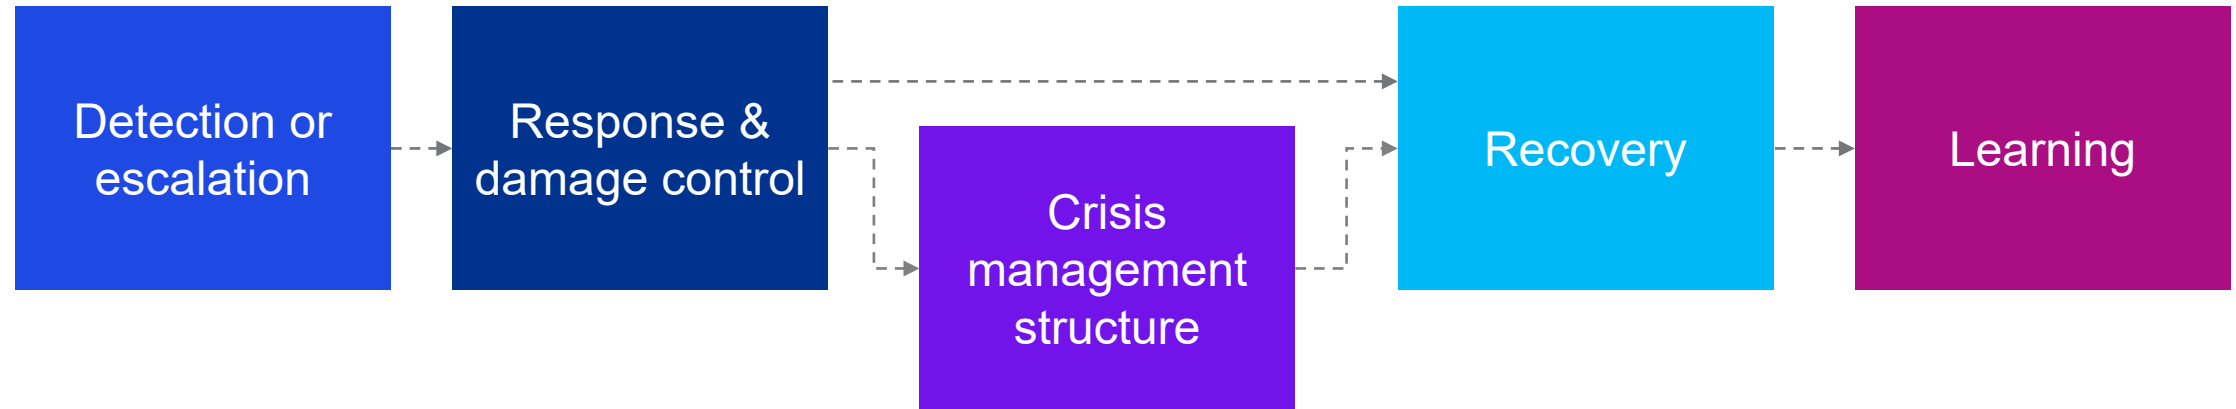 Detection or
escalation
Response &
damage control
Crisis
management
structure
Recovery
Learning